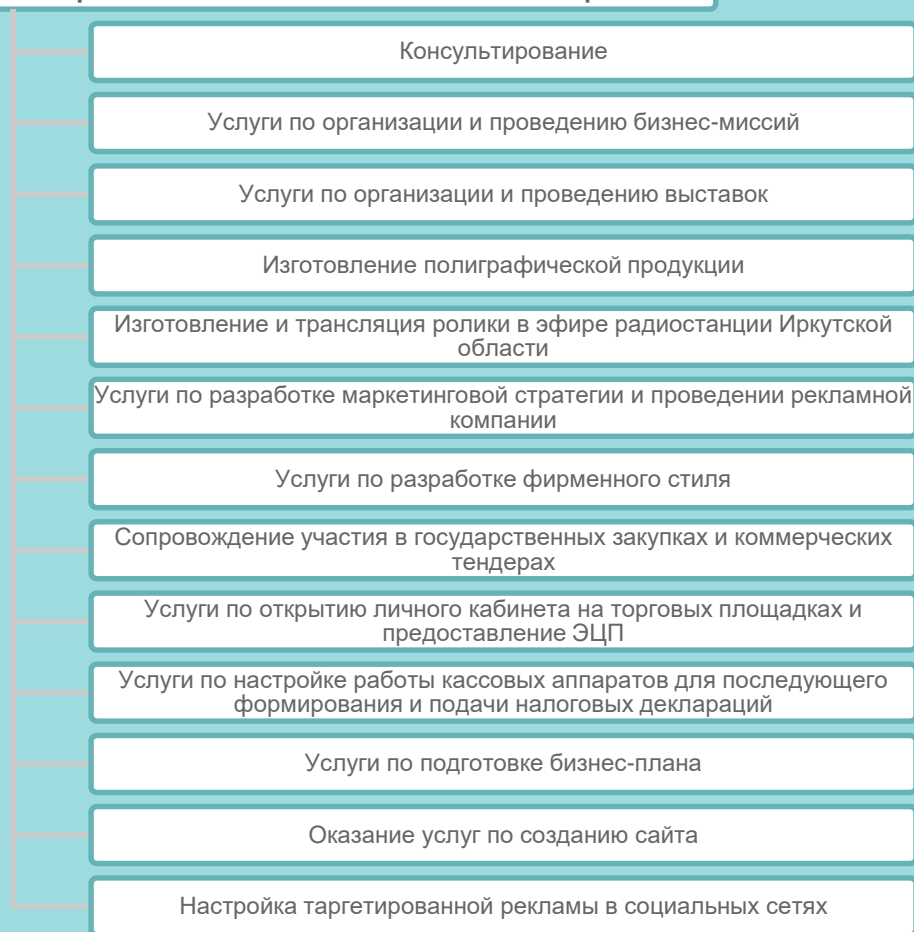 Консультирование
Услуги по организации и проведению бизнес-миссий
Услуги по организации и проведению выставок
Изготовление полиграфической продукции
Изготовление и трансляция ролики в эфире радиостанции Иркутской
области
Услуги по разработке маркетинговой стратегии и проведении рекламной
компании
Услуги по разработке фирменного стиля
Сопровождение участия в государственных закупках и коммерческих
тендерах
Услуги по открытию личного кабинета на торговых площадках и
предоставление ЭЦП
Услуги по настройке работы кассовых аппаратов для последующего
формирования и подачи налоговых деклараций
Услуги по подготовке бизнес-плана
Оказание услуг по созданию сайта
Настройка таргетированной рекламы в социальных сетях